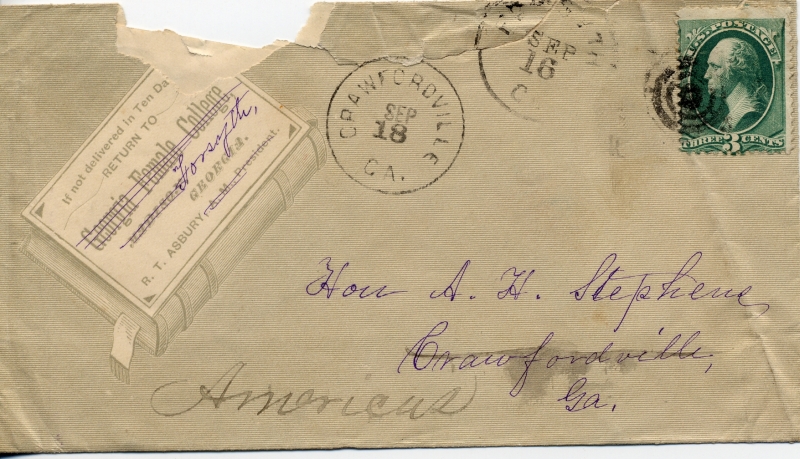 If not delivered in Ten Da
RETURN TO
Georgia Female College,
Forsyth,
GEORGIA.
R. T. ASBURY, A. M. President.
CRAWFORDVILLE
SEP
18
GA.
SEP
16
U.S. POSTAGE
THREE 3 CENTS
Hon A. H. Stephens
Crawfordville,
Ga.
Americus